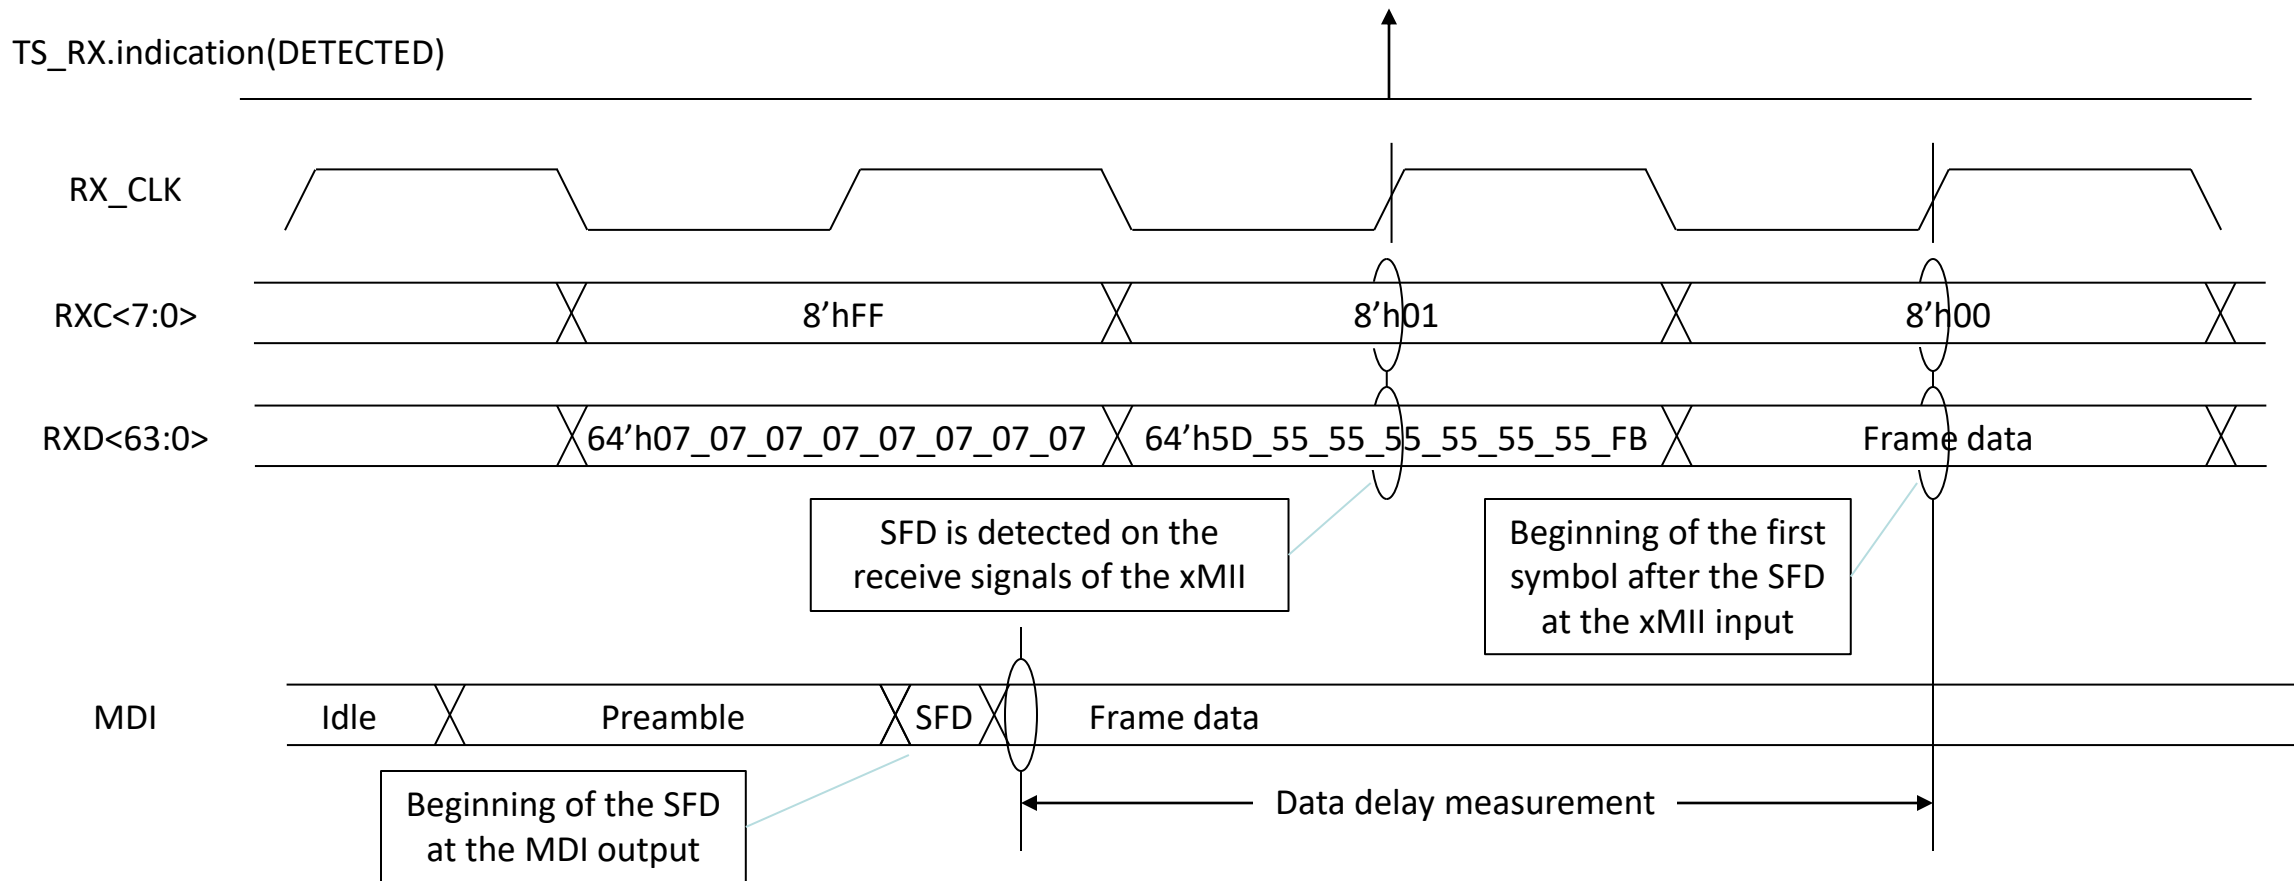 TS_RX.indication(DETECTED)
RX_CLK
RXC<7:0>
8’hFF
8’h01
8’h00
RXD<63:0>
64’h07_07_07_07_07_07_07_07
64’h5D_55_55_55_55_55_55_FB
Frame data
SFD is detected on the
receive signals of the xMII
Beginning of the first
symbol after the SFD
at the xMII input
MDI
Idle
Preamble
SFD
Frame data
Beginning of the SFD
at the MDI output
Data delay measurement